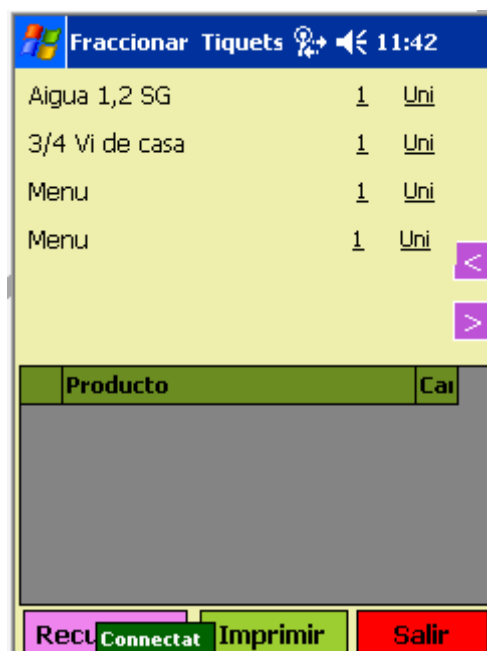 Fraccionar Tiquets 11:42
Aigua 1,2 SG 1 Uni
3/4 Vi de casa 1 Uni
Menu 1 Uni
Menu 1 Uni
<
>
Producto Ca
Recu Connectat Imprimir Salir